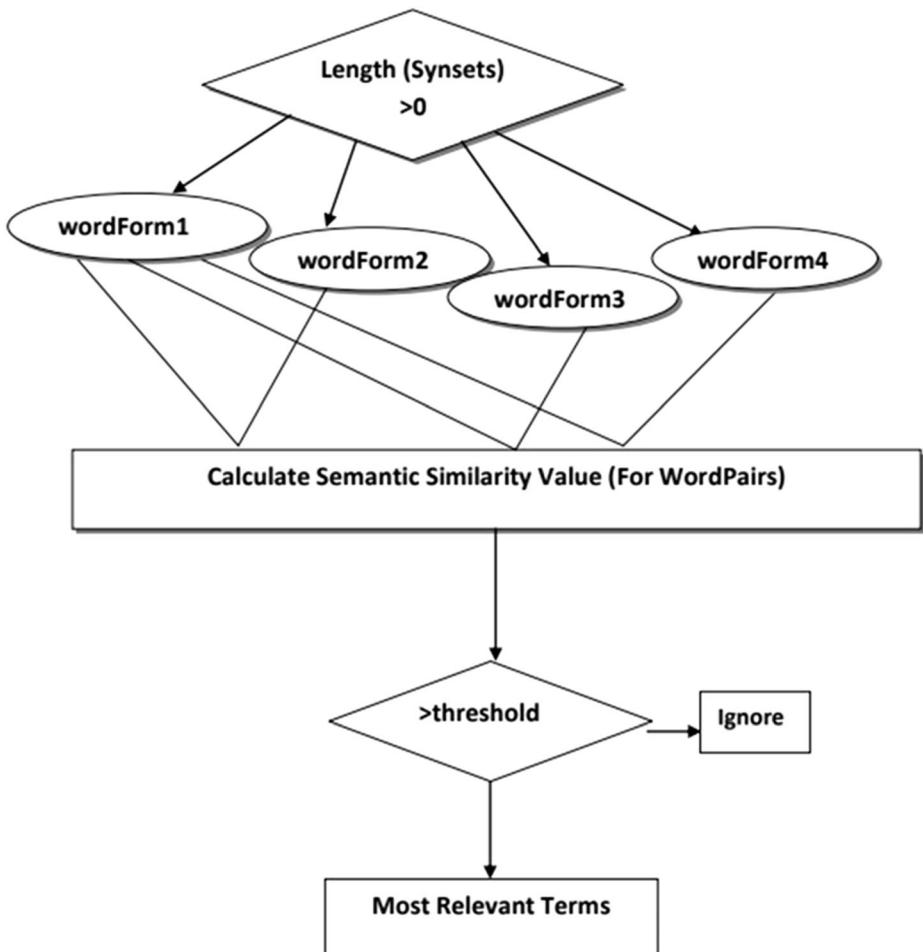 Length (Synsets)
>0
wordForm1
wordForm2
wordForm3
wordForm4
Calculate Semantic Similarity Value (For WordPairs)
>threshold
Ignore
Most Relevant Terms